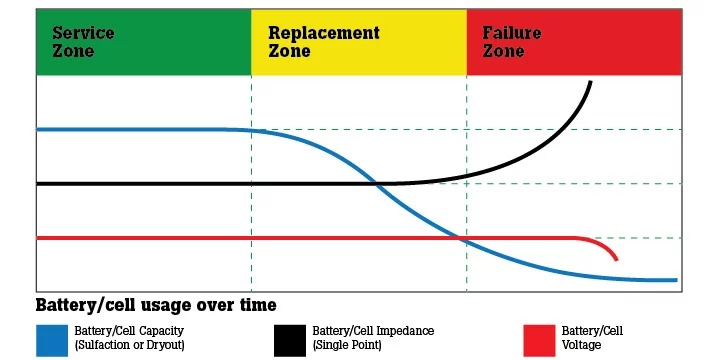 Service
Zone
Replacement
Zone
Failure
Zone
Battery/cell usage over time
Battery/Cell Capacity
(Sulfaction or Dryout)
Battery/Cell Impedance
(Single Point)
Battery/Cell
Voltage